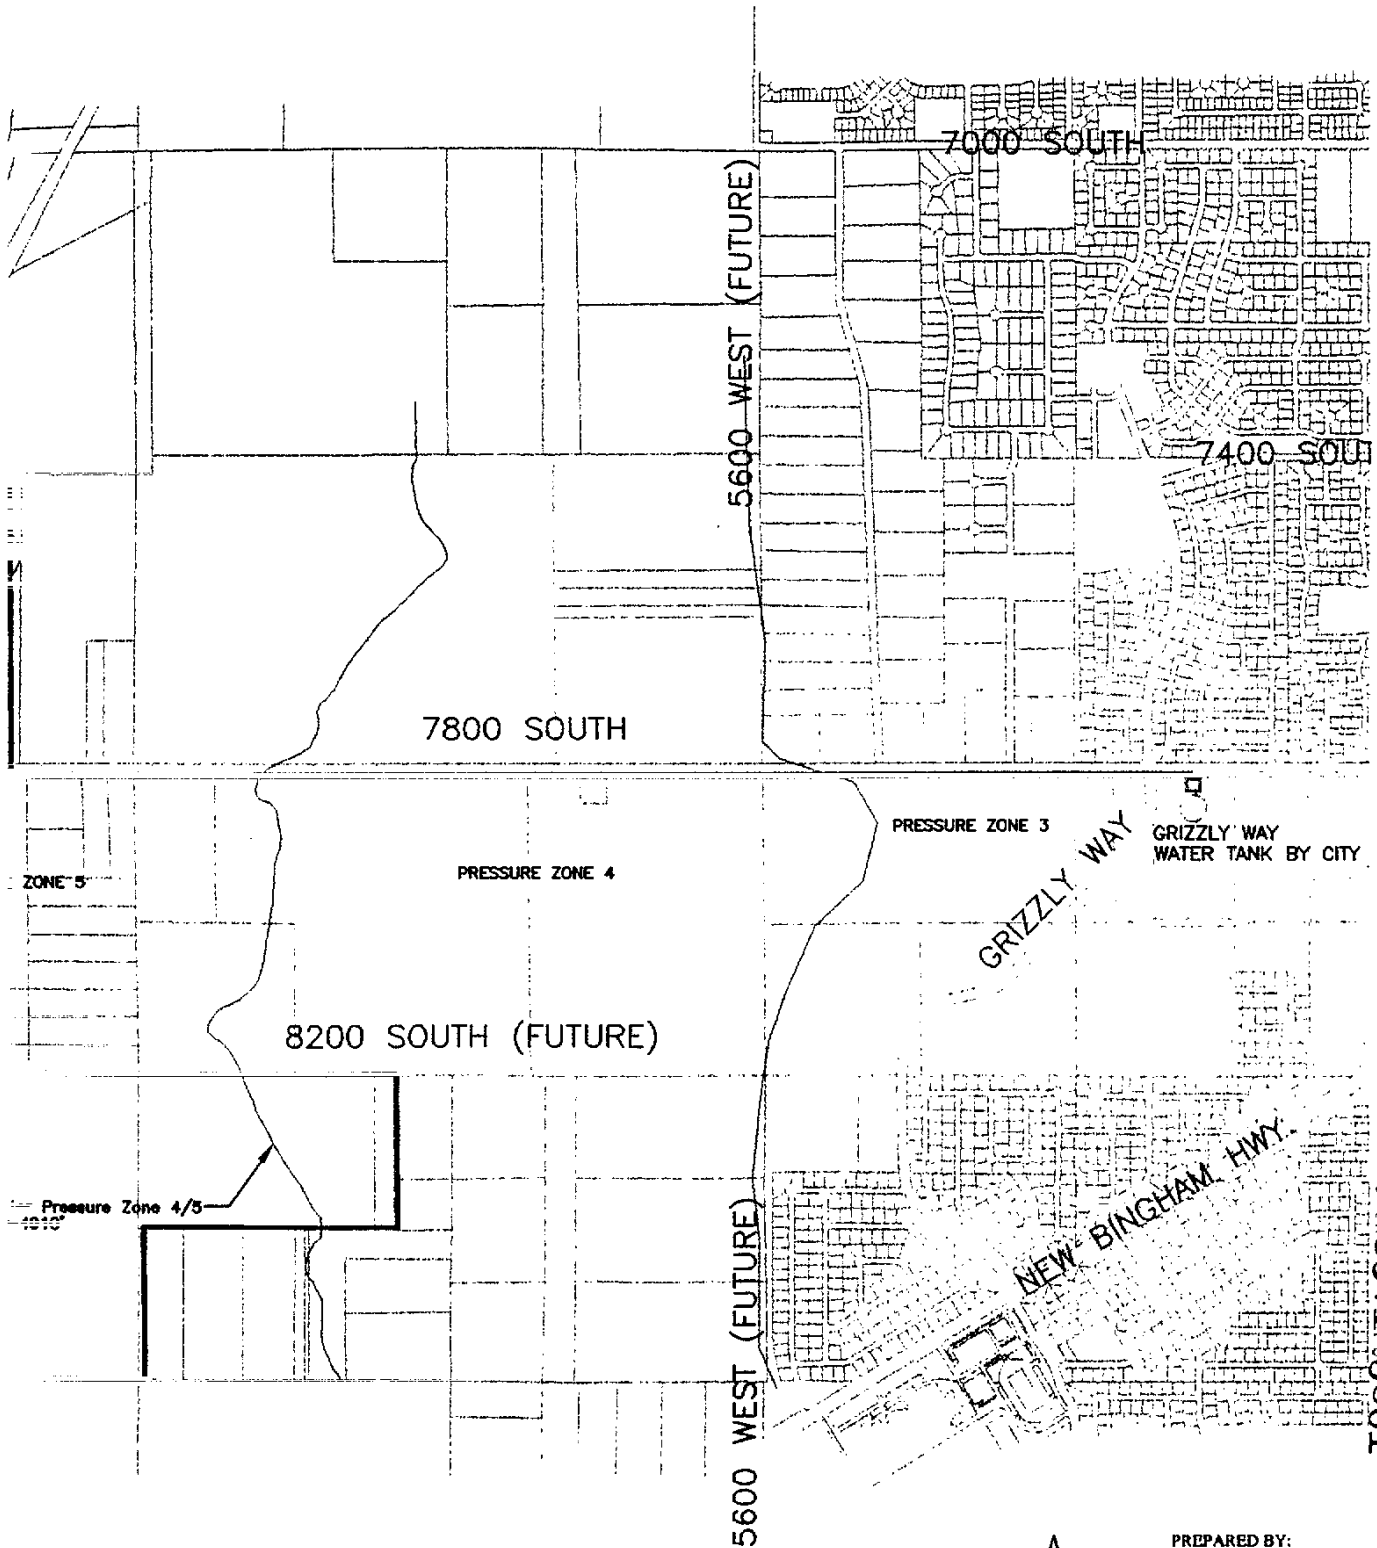 7000 SOUTH
5600 WEST (FUTURE)
7400 SOUT
7800 SOUTH
PRESSURE ZONE 3
GRIZZLY WAY
GRIZZLY WAY
WATER TANK BY CITY
ZONE 5
PRESSURE ZONE 4
8200 SOUTH (FUTURE)
Pressure Zone 4/5
NEW BINGHAM HWY.
5600 WEST (FUTURE)
PREPARED BY: